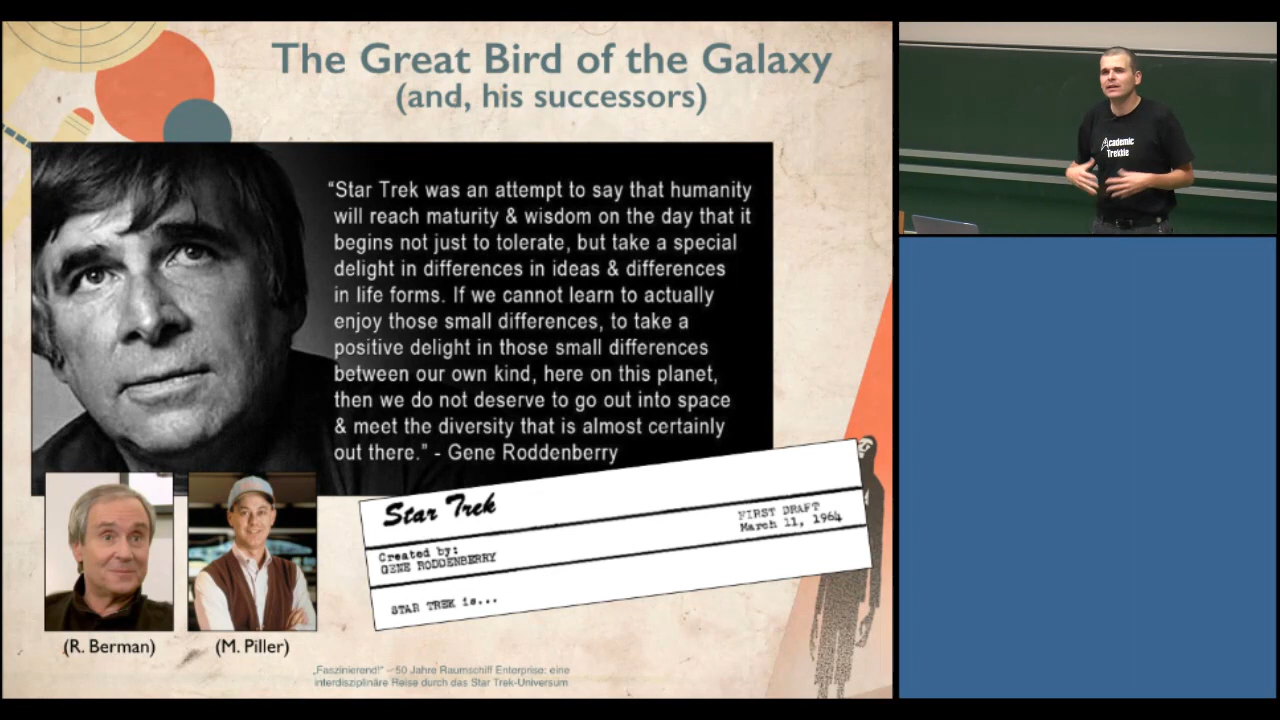 The Great Bird of the Galaxy
(and, his successors)
“Star Trek was an attempt to say that humanity
will reach maturity & wisdom on the day that it
begins not just to tolerate, but take a special
delight in differences in ideas & differences
in life forms. If we cannot learn to actually
enjoy those small differences, to take a
positive delight in those small differences
between our own kind, here on this planet,
then we do not deserve to go out into space
& meet the diversity that is almost certainly
out there.” - Gene Roddenberry
Star Trek
FIRST DRAFT
March 11, 1964
Created by:
GENE RODDENBERRY
STAR TREK is...
(R. Berman)
(M. Piller)
„Faszinierend!“ – 50 Jahre Raumschiff Enterprise: eine
interdisziplinäre Reise durch das Star Trek-Universum
Academic
Trekkie